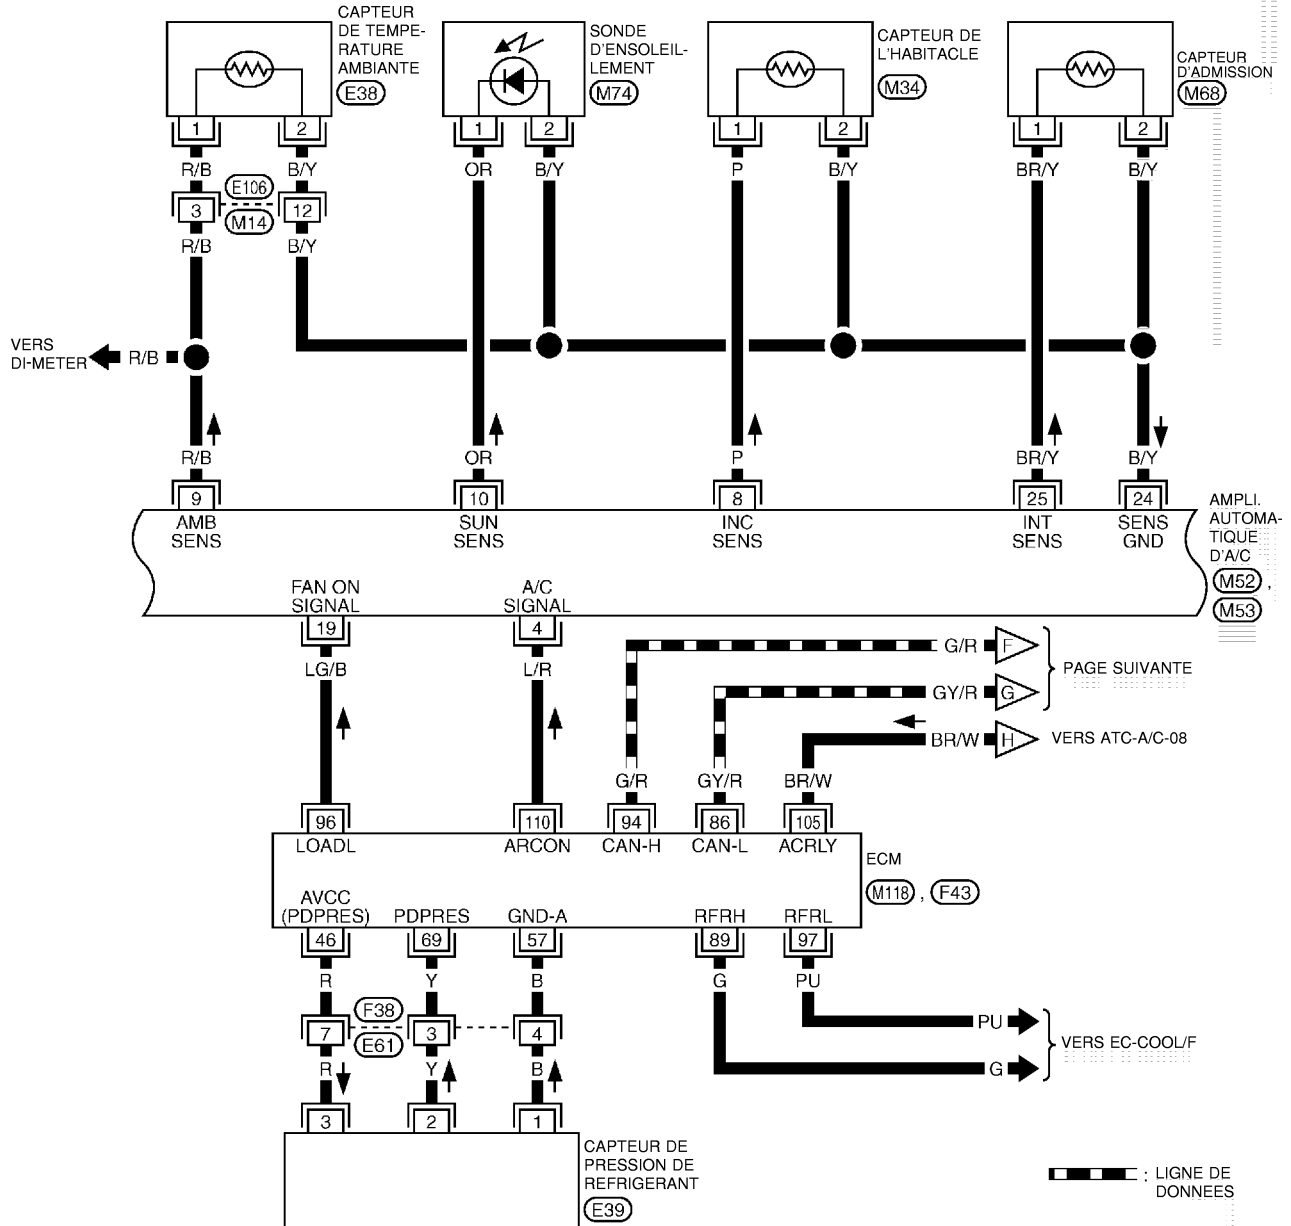 CAPTEUR
DE TEMPE-
RATURE
AMBIANTE
E38
SONDE
D'ENSOLEIL-
LEMENT
M74
CAPTEUR DE
L'HABITACLE
M34
CAPTEUR
D'ADMISSION
M68
1 2 1 2 1 2 1 2
R/B B/Y OR B/Y P B/Y BR/Y B/Y
E106
3 12
M14
R/B B/Y
VERS
DI-METER
R/B
R/B OR P BR/Y B/Y
9 10 8 25 24
AMB
SENS
SUN
SENS
INC
SENS
INT
SENS
SENS
GND
AMPLI.
AUTOMA-
TIQUE
D'A/C
M52 ,
M53
FAN ON
SIGNAL
A/C
SIGNAL
19 4
LG/B L/R
G/R F
GY/R G
PAGE SUIVANTE
BR/W H
VERS ATC-A/C-08
G/R GY/R BR/W
96 110 94 86 105
LOADL ARCON CAN-H CAN-L ACRLY
ECM
M118 , F43
AVCC
(PDPRES) PDPRES GND-A RFRH RFRL
46 69 57 89 97
R Y B G PU
F38
7 3 4
E61
R Y B
PU
G
VERS EC-COOL/F
3 2 1
CAPTEUR DE
PRESSION DE
REFRIGERANT
E39
: LIGNE DE
DONNEES